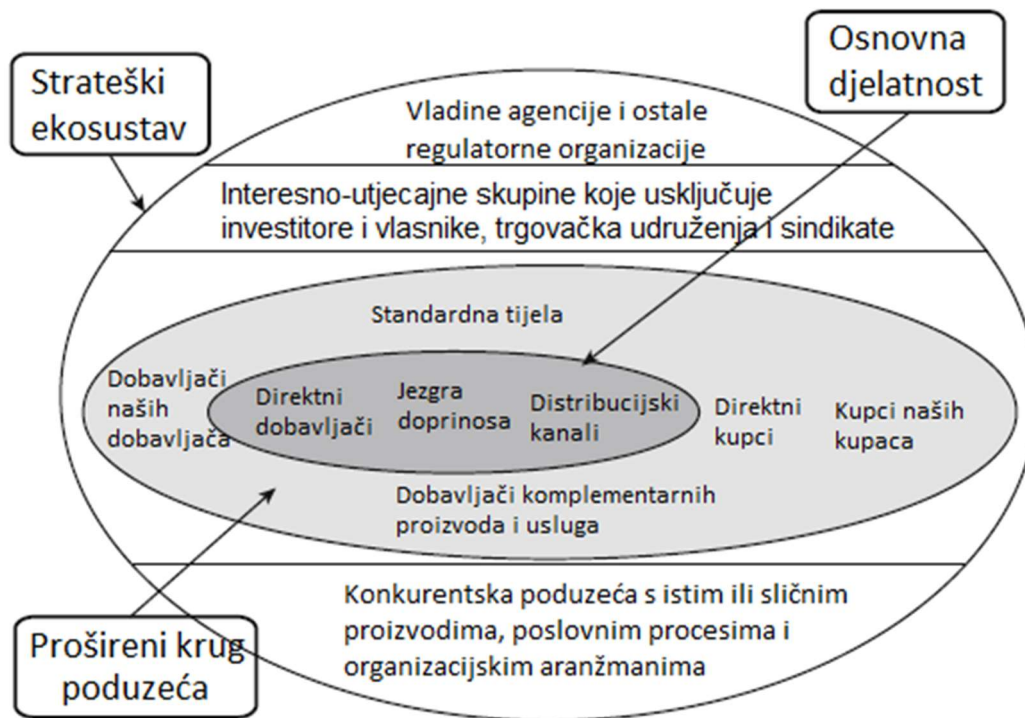 Strateški
ekosustav
Osnovna
djelatnost
Vladine agencije i ostale
regulatorne organizacije
Interesno-utjecajne skupine koje usključuje
investitore i vlasnike, trgovačka udruženja i sindikate
Standardna tijela
Dobavljači
naših
dobavljača
Direktni
dobavljači
Jezgra
doprinosa
Distribucijski
kanali
Direktni
kupci
Kupci naših
kupaca
Dobavljači komplementarnih
proizvoda i usluga
Konkurentska poduzeća s istim ili sličnim
proizvodima, poslovnim procesima i
organizacijskim aranžmanima
Prošireni krug
poduzeća